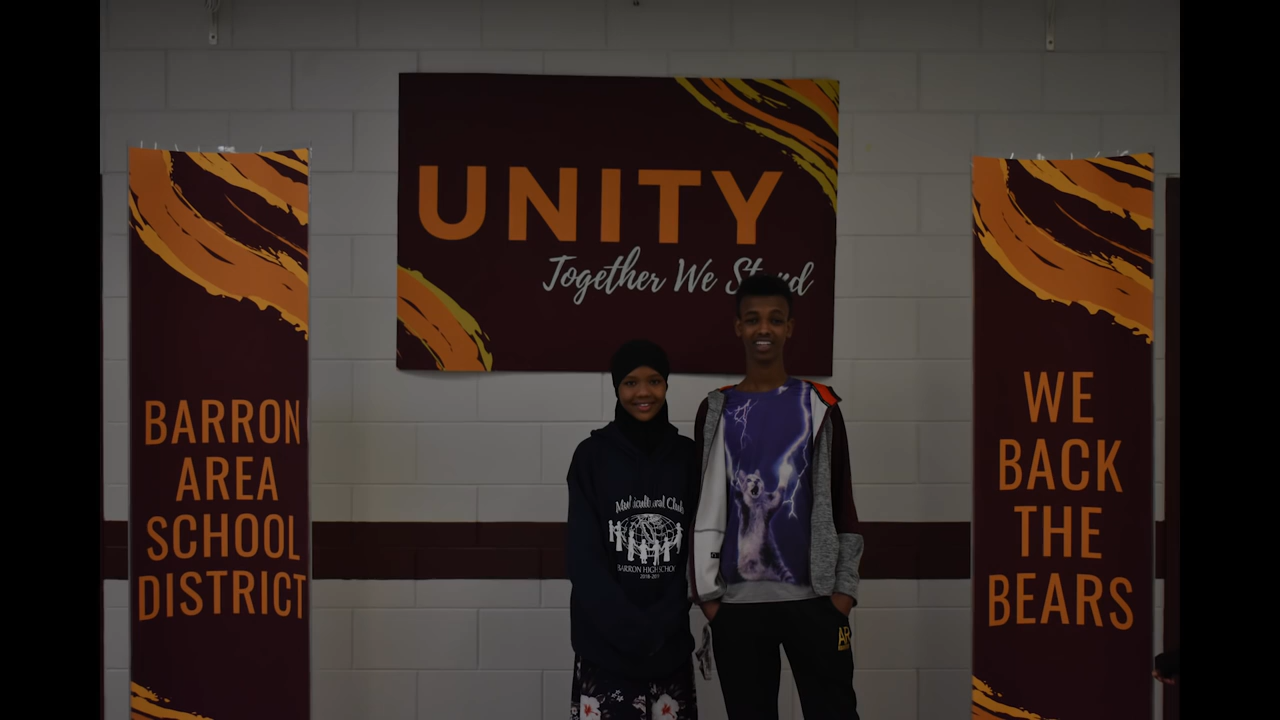 UNITY
Together We Stand
BARRON
AREA
SCHOOL
DISTRICT
WE
BACK
THE
BEARS
Multicultural Club
BARRON HIGH SCHOOL